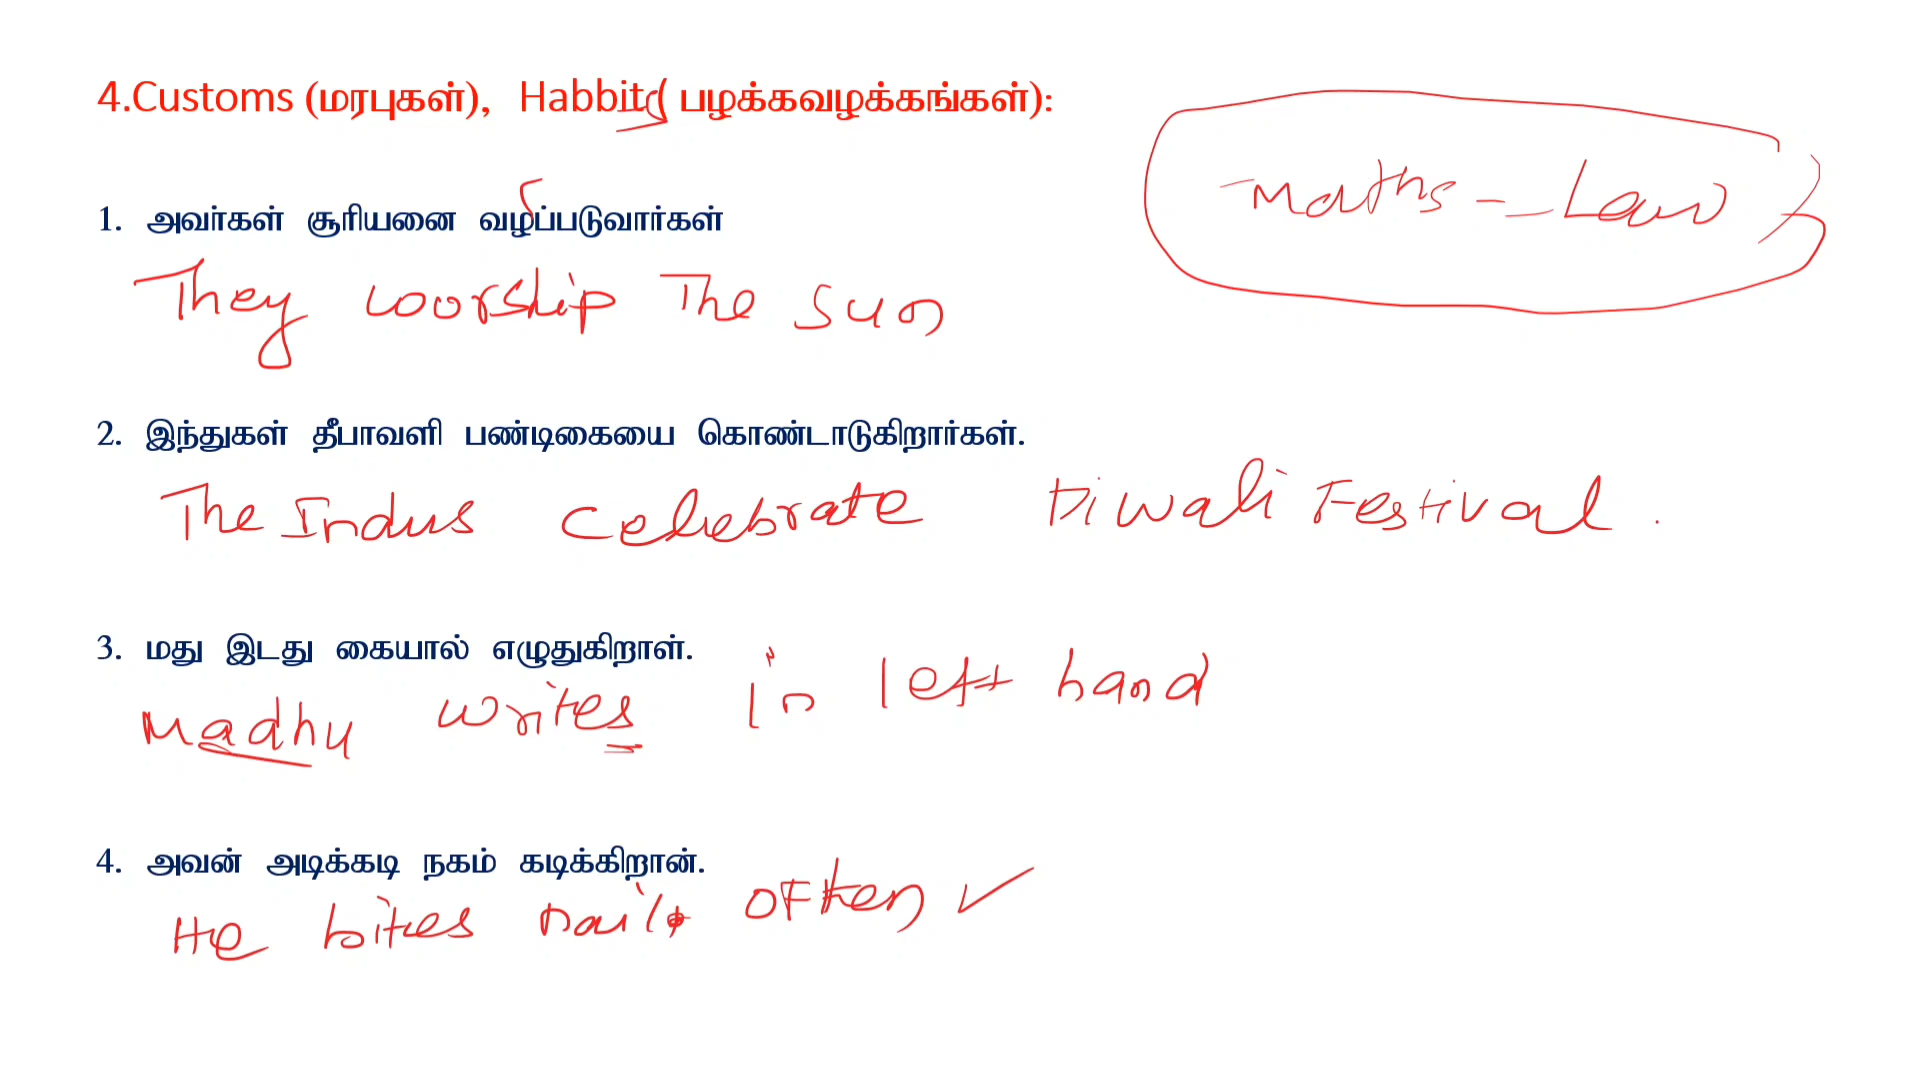 4.Customs (மரபுகள்), Habbit( பழக்கவழக்கங்கள்):
Maths - Law
1. அவர்கள் சூரியனை வழிப்படுவார்கள்
They woorship The Sun
2. இந்துகள் தீபாவளி பண்டிகையை கொண்டாடுகிறார்கள்.
The Indus Celebrate Diwali Festival.
3. மது இடது கையால் எழுதுகிறாள்.
Madhu writes in left hand
4. அவன் அடிக்கடி நகம் கடிக்கிறான்.
He bites nails often